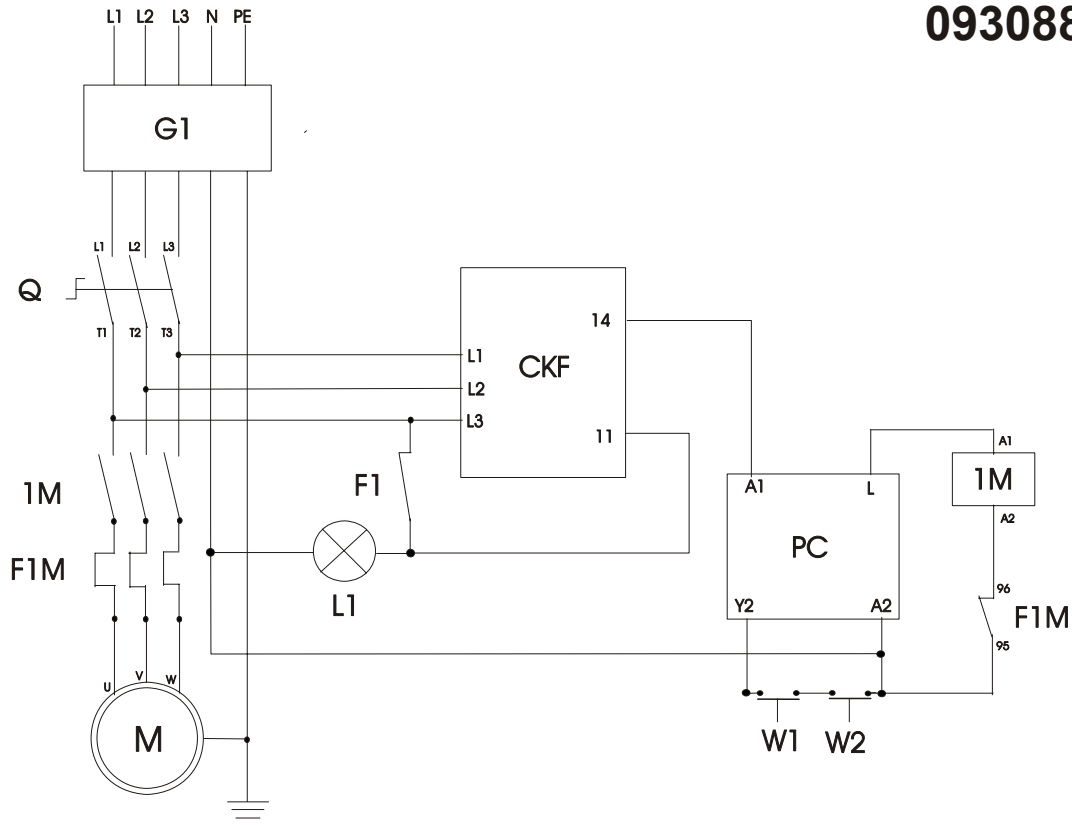 L1 L2 L3 N PE
093088
G1
L1 L2 L3
Q
T1 T2 T3
14
L1
CKF
L2
L3
11
A1
1M
F1
A1
L
1M
A2
PC
F1M
L1
Y2
A2
96
F1M
95
U V W
M
W1 W2